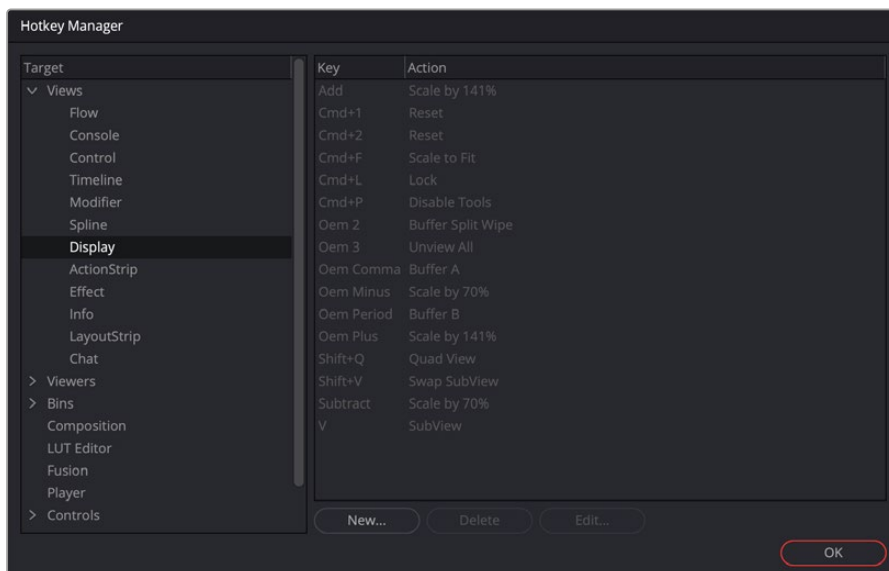 Hotkey Manager
Target
Views
Flow
Console
Control
Timeline
Modifier
Spline
Display
ActionStrip
Effect
Info
LayoutStrip
Chat
Viewers
Bins
Composition
LUT Editor
Fusion
Player
Controls
Key Action
Add Scale by 141%
Cmd+1 Reset
Cmd+2 Reset
Cmd+F Scale to Fit
Cmd+L Lock
Cmd+P Disable Tools
Oem 2 Buffer Split Wipe
Oem 3 Unview All
Oem Comma Buffer A
Oem Minus Scale by 70%
Oem Period Buffer B
Oem Plus Scale by 141%
Shift+Q Quad View
Shift+V Swap SubView
Subtract Scale by 70%
V SubView
New... Delete Edit...
OK